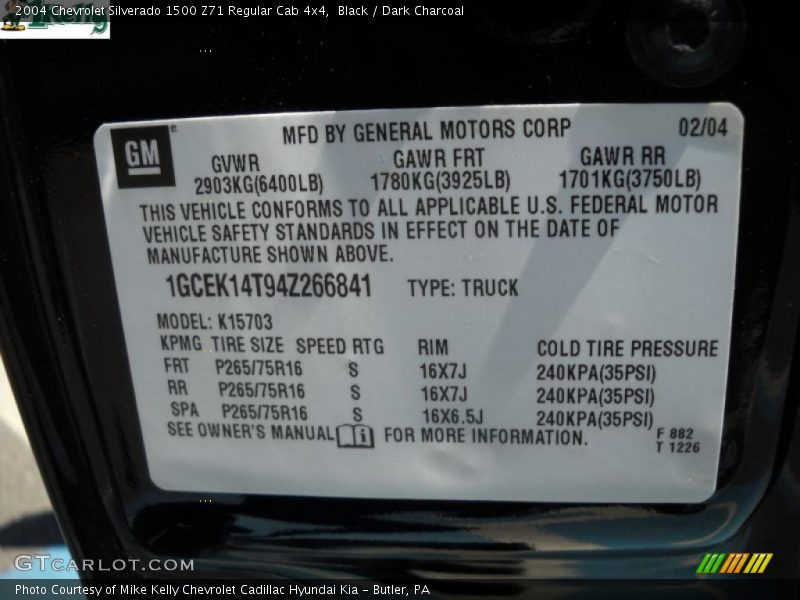 2004 Chevrolet Silverado 1500 Z71 Regular Cab 4x4, Black / Dark Charcoal
GM ®
MFD BY GENERAL MOTORS CORP 02/04
GVWR GAWR FRT GAWR RR
2903KG(6400LB) 1780KG(3925LB) 1701KG(3750LB)
THIS VEHICLE CONFORMS TO ALL APPLICABLE U.S. FEDERAL MOTOR
VEHICLE SAFETY STANDARDS IN EFFECT ON THE DATE OF
MANUFACTURE SHOWN ABOVE.
1GCEK14T94Z266841 TYPE: TRUCK
MODEL: K15703
KPMG TIRE SIZE SPEED RTG RIM COLD TIRE PRESSURE
FRT P265/75R16 S 16X7J 240KPA(35PSI)
RR P265/75R16 S 16X7J 240KPA(35PSI)
SPA P265/75R16 S 16X6.5J 240KPA(35PSI)
SEE OWNER'S MANUAL i FOR MORE INFORMATION.
F 882
T 1226
GTCARLOT.COM
Photo Courtesy of Mike Kelly Chevrolet Cadillac Hyundai Kia – Butler, PA